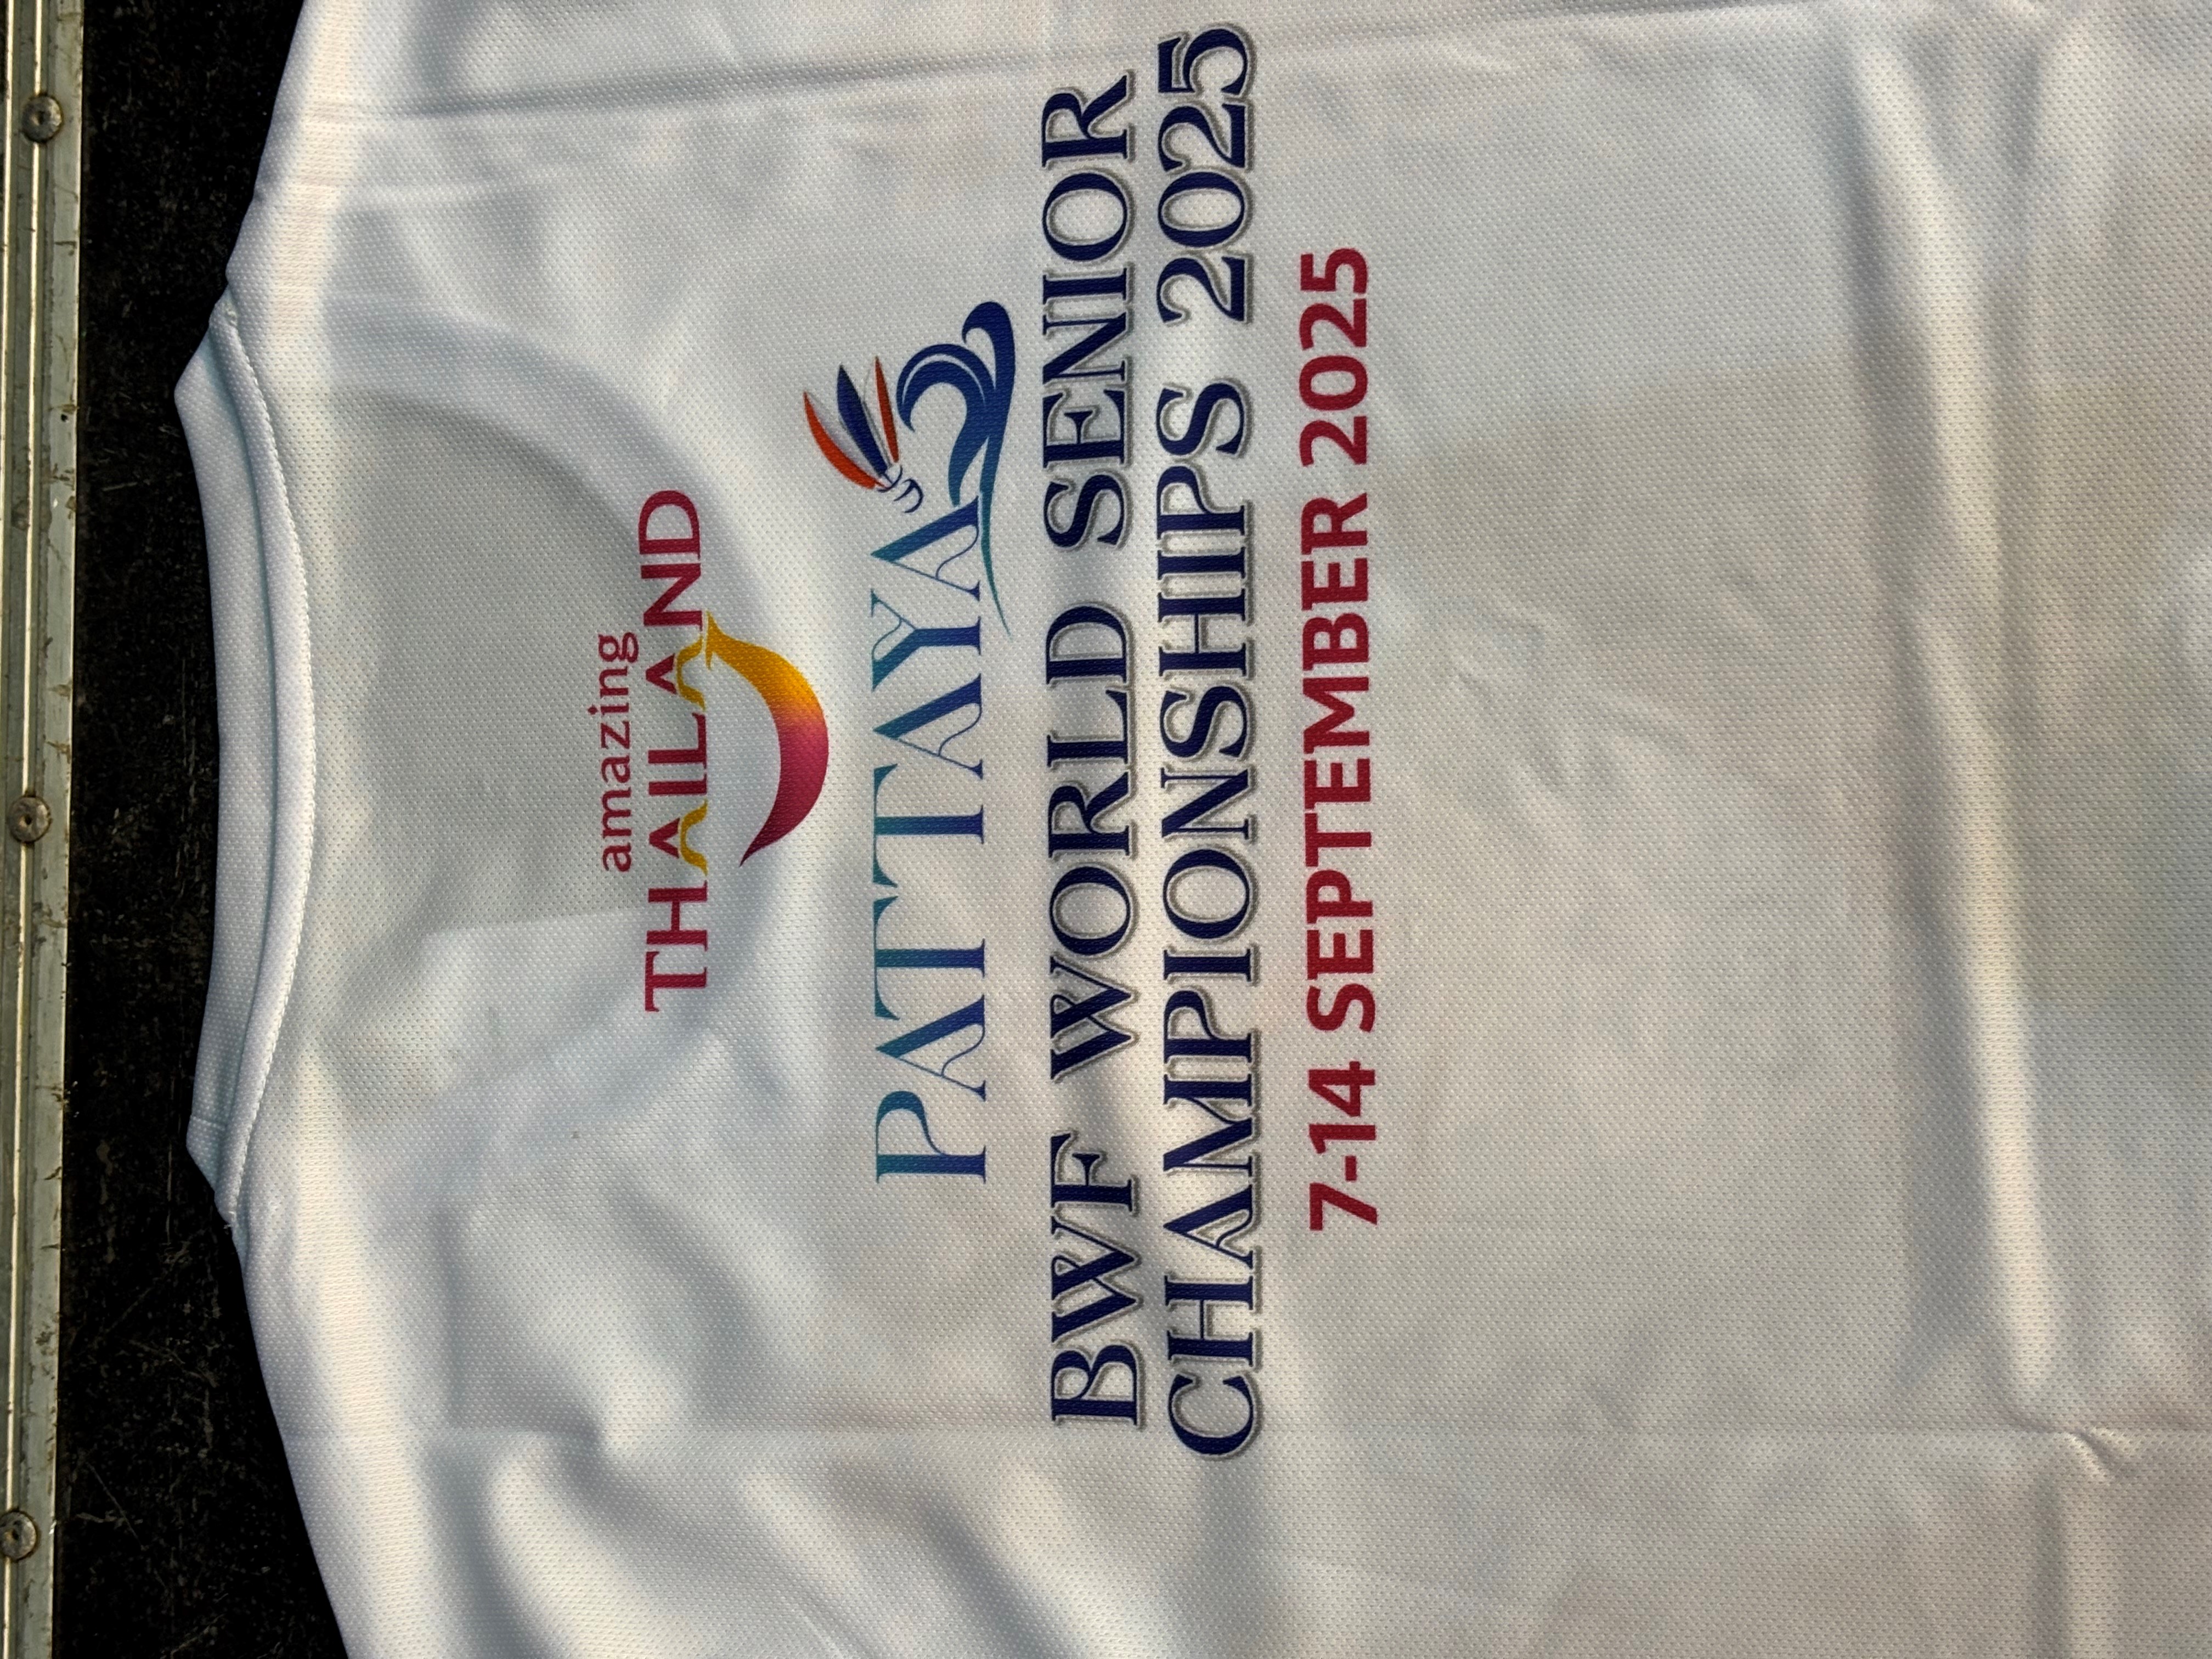 amazing
THAILAND
PATTAYA
BWF WORLD SENIOR
CHAMPIONSHIPS 2025
7-14 SEPTEMBER 2025